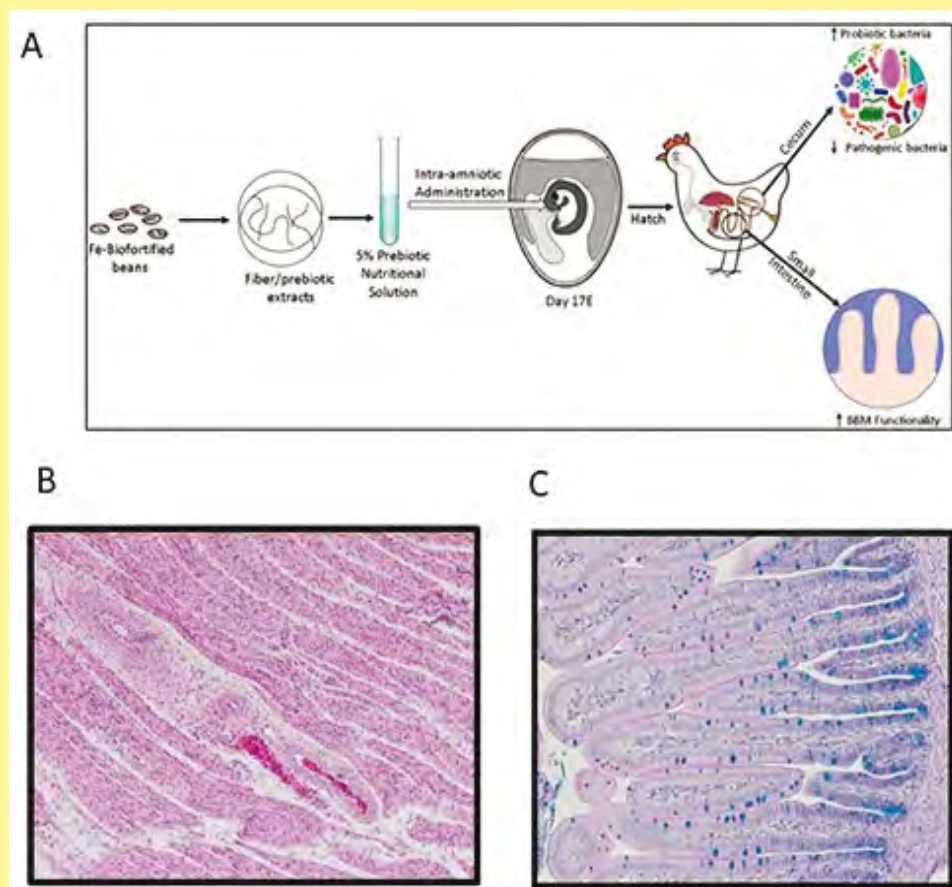 A
↑ Probiotic bacteria
↓ Pathogenic bacteria
Cecum
Intra-amniotic
Administration
Hatch
Fe-Biofortified
beans
Fiber/prebiotic
extracts
5% Prebiotic
Nutritional
Solution
Day 17E
Small
Intestine
↑ BBM Functionality
B
C